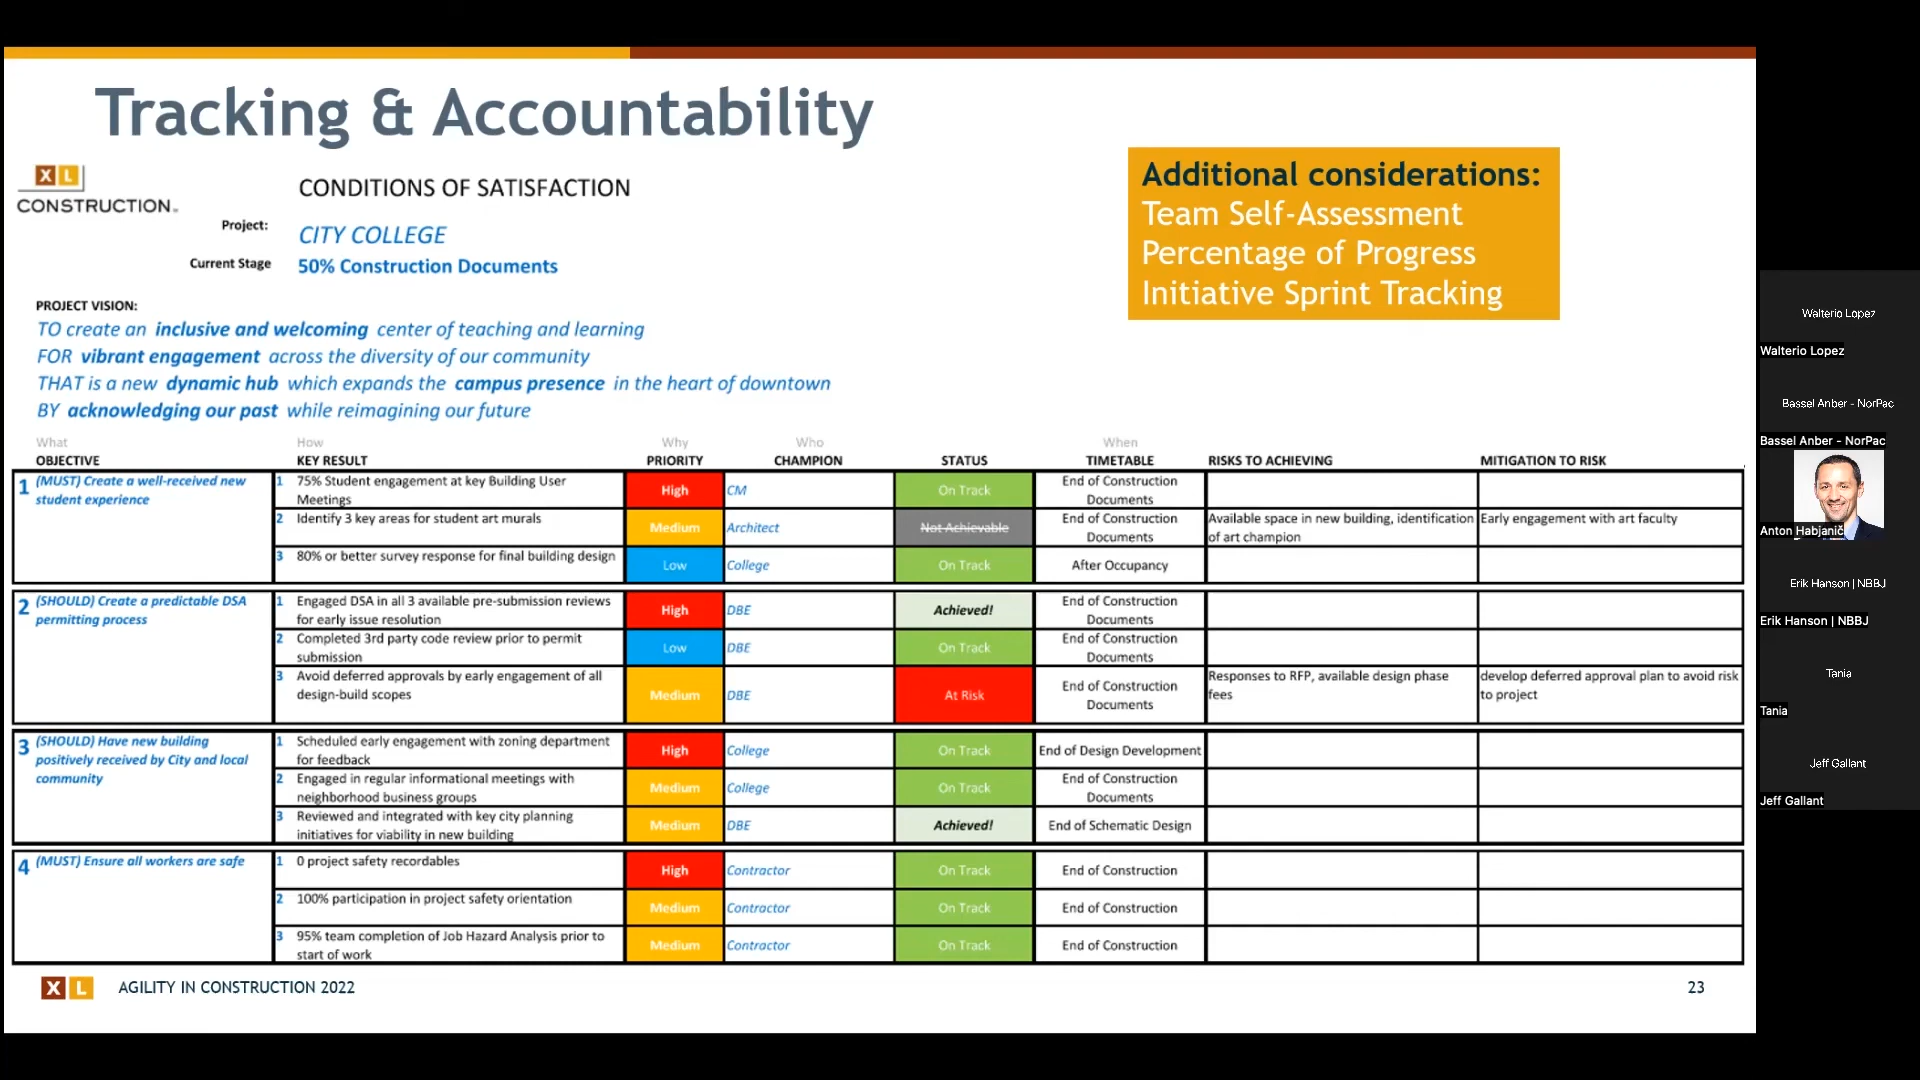 Tracking & Accountability
XL
CONSTRUCTION
CONDITIONS OF SATISFACTION
Project:
CITY COLLEGE
Current Stage
50% Construction Documents
Additional considerations:
Team Self-Assessment
Percentage of Progress
Initiative Sprint Tracking
PROJECT VISION:
TO create an inclusive and welcoming center of teaching and learning
FOR vibrant engagement across the diversity of our community
THAT is a new dynamic hub which expands the campus presence in the heart of downtown
BY acknowledging our past while reimagining our future
What How Why Who When
OBJECTIVE KEY RESULT PRIORITY CHAMPION STATUS TIMETABLE RISKS TO ACHIEVING MITIGATION TO RISK
1 (MUST) Create a well-received new
student experience
1 75% Student engagement at key Building User
Meetings
High
CM
On Track
End of Construction
Documents
2 Identify 3 key areas for student art murals
Medium
Architect
Not Achievable
End of Construction
Documents
Available space in new building, identification
of art champion
Early engagement with art faculty
3 80% or better survey response for final building design
Low
College
On Track
After Occupancy
2 (SHOULD) Create a predictable DSA
permitting process
1 Engaged DSA in all 3 available pre-submission reviews
for early issue resolution
High
DBE
Achieved!
End of Construction
Documents
2 Completed 3rd party code review prior to permit
submission
Low
DBE
On Track
End of Construction
Documents
3 Avoid deferred approvals by early engagement of all
design-build scopes
Medium
DBE
At Risk
End of Construction
Documents
Responses to RFP, available design phase
fees
develop deferred approval plan to avoid risk
to project
3 (SHOULD) Have new building
positively received by City and local
community
1 Scheduled early engagement with zoning department
for feedback
High
College
On Track
End of Design Development
2 Engaged in regular informational meetings with
neighborhood business groups
Medium
College
On Track
End of Construction
Documents
3 Reviewed and integrated with key city planning
initiatives for viability in new building
Medium
DBE
Achieved!
End of Schematic Design
4 (MUST) Ensure all workers are safe
1 0 project safety recordables
High
Contractor
On Track
End of Construction
2 100% participation in project safety orientation
Medium
Contractor
On Track
End of Construction
3 95% team completion of Job Hazard Analysis prior to
start of work
Medium
Contractor
On Track
End of Construction
XL AGILITY IN CONSTRUCTION 2022
23
Walterio Lopez
Walterio Lopez
Bassel Anber - NorPac
Bassel Anber - NorPac
Anton Habjanič
Erik Hanson | NBBJ
Erik Hanson | NBBJ
Tania
Tania
Jeff Gallant
Jeff Gallant